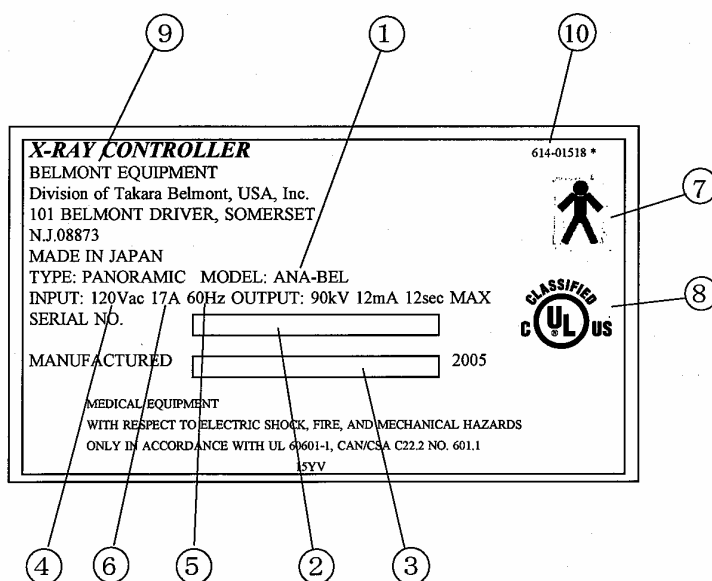 9 1 10
X-RAY CONTROLLER
614-01518 *
BELMONT EQUIPMENT
Division of Takara Belmont, USA, Inc.
101 BELMONT DRIVER, SOMERSET
N.J.08873
MADE IN JAPAN
TYPE: PANORAMIC MODEL: ANA-BEL
INPUT: 120Vac 17A 60Hz OUTPUT: 90kV 12mA 12sec MAX
SERIAL NO.
MANUFACTURED 2005
7
CLASSIFIED
C UL ® US
8
MEDICAL EQUIPMENT
WITH RESPECT TO ELECTRIC SHOCK, FIRE, AND MECHANICAL HAZARDS
ONLY IN ACCORDANCE WITH UL 60601-1, CAN/CSA C22.2 NO. 601.1
15YV
4 6 5 2 3